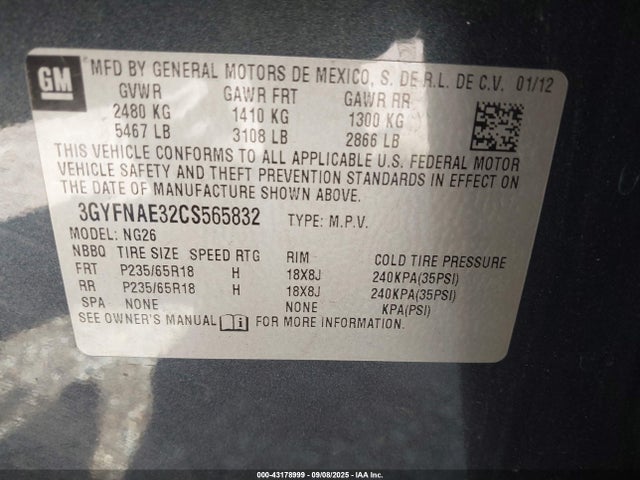 GM
MFD BY GENERAL MOTORS DE MEXICO, S. DE R.L. DE C.V. 01/12
GVWR GAWR FRT GAWR RR
2480 KG 1410 KG 1300 KG
5467 LB 3108 LB 2866 LB
THIS VEHICLE CONFORMS TO ALL APPLICABLE U.S. FEDERAL MOTOR
VEHICLE SAFETY AND THEFT PREVENTION STANDARDS IN EFFECT ON
THE DATE OF MANUFACTURE SHOWN ABOVE.
3GYFNAE32CS565832 TYPE: M.P.V.
MODEL: NG26
NBBQ TIRE SIZE SPEED RTG RIM COLD TIRE PRESSURE
FRT P235/65R18 H 18X8J 240KPA(35PSI)
RR P235/65R18 H 18X8J 240KPA(35PSI)
SPA NONE NONE KPA(PSI)
SEE OWNER'S MANUAL FOR MORE INFORMATION.
000-43178999 - 09/08/2025 - IAA Inc.